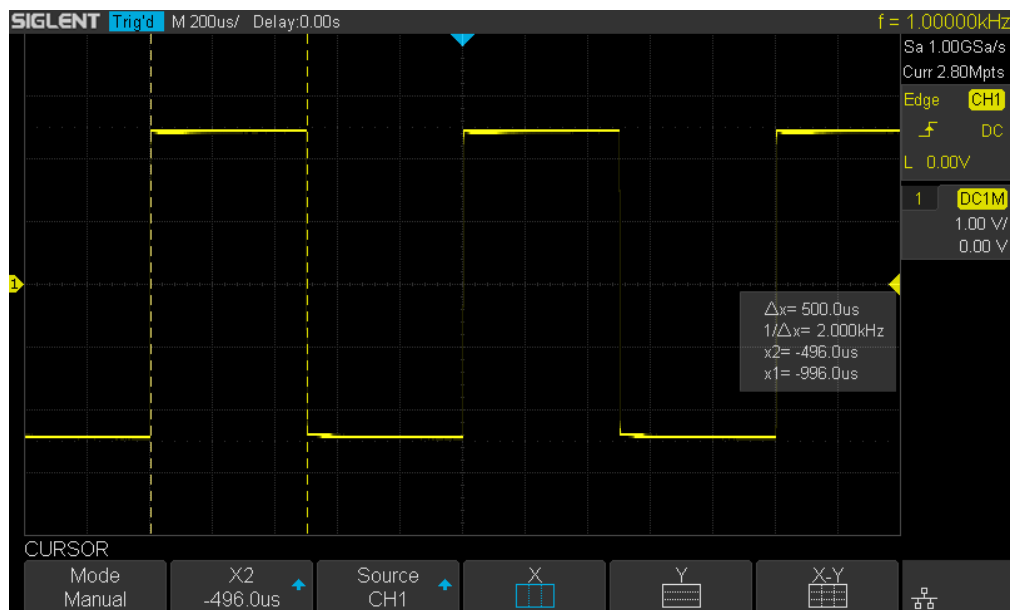 SIGLENT Trig'd M 200us/ Delay:0.00s f = 1.00000kHz
Sa 1.00GSa/s
Curr 2.80Mpts
Edge CH1
DC
L 0.00V
1 DC1M
1.00 V/
0.00 V
1
Δx= 500.0us
1/Δx= 2.000kHz
x2= -496.0us
x1= -996.0us
CURSOR
Mode X2 Source X Y X-Y
Manual -496.0us CH1